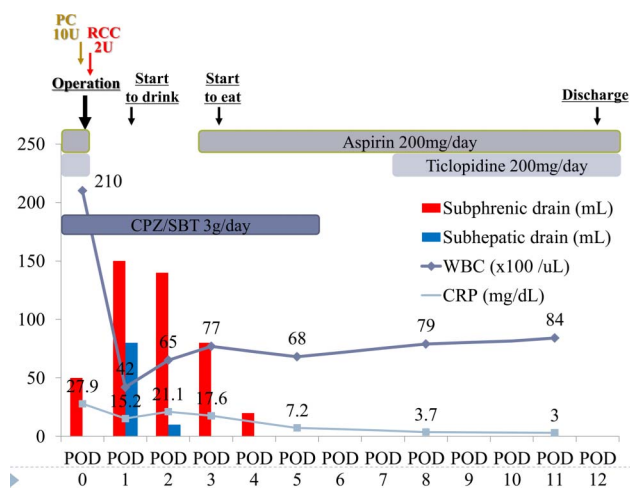 PC
10U
RCC
2U
Operation
Start
to drink
Start
to eat
Discharge
250
200
150
100
50
0
Aspirin 200mg/day
Ticlopidine 200mg/day
CPZ/SBT 3g/day
Subphrenic drain (mL)
Subhepatic drain (mL)
WBC (x100 /uL)
CRP (mg/dL)
210
42
65
77
68
79
84
27.9
15.2
21.1
17.6
7.2
3.7
3
POD POD POD POD POD POD POD POD POD POD POD POD POD
0 1 2 3 4 5 6 7 8 9 10 11 12